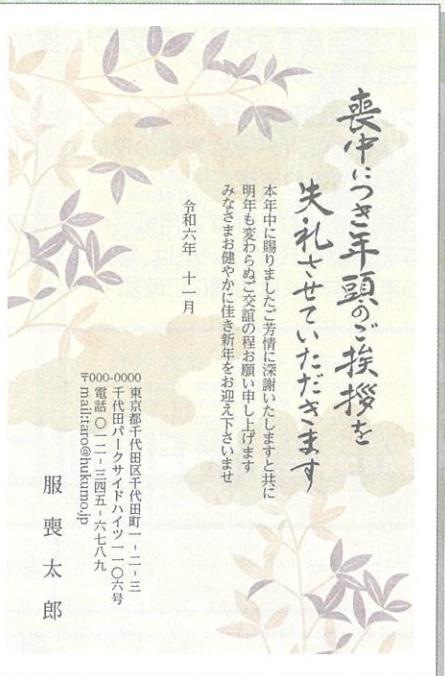 喪中につき年頭のご挨拶を
失礼させていただきます
本年中に賜りましたご芳情に深謝いたしますと共に
明年も変わらぬご交誼の程お願い申し上げます
みなさまお健やかに佳き新年をお迎え下さいませ
令和六年 十一月
〒000-0000 東京都千代田区千代田町一-二-三
千代田パークサイドハイツ一一〇六号
電話 〇一二-三四五-六七八九
mail:taro@hukumo.jp
服 喪 太 郎